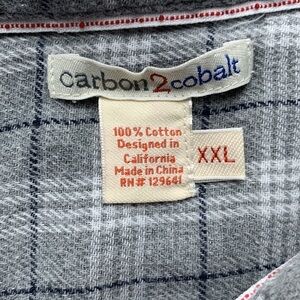 carbon2cobalt
100% Cotton
Designed in
California
Made in China
RN# 129641
XXL